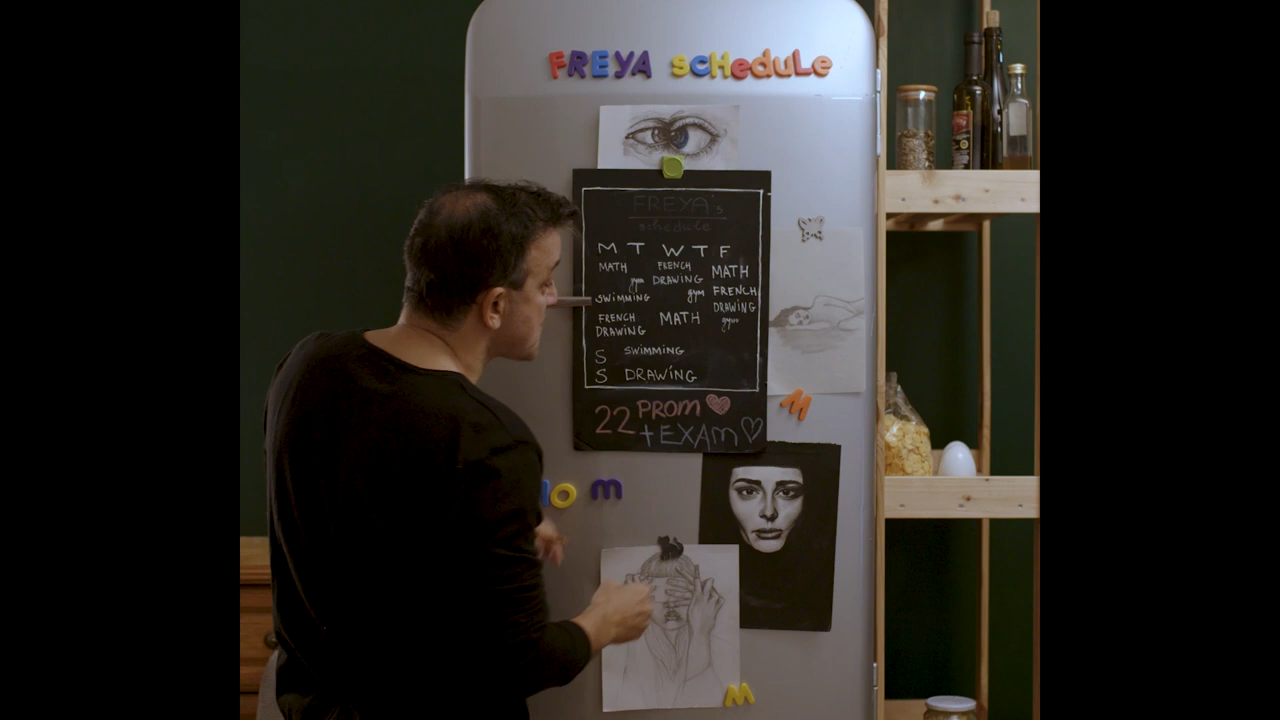 FREYA scHeduLe
FREYA's
schedule
M T W T F
MATH FRENCH MATH
gym DRAWING
SWIMMING gym FRENCH
DRAWING
FRENCH MATH gym
DRAWING
S SWIMMING
S DRAWING
22 PROM
+ EXAM
M
lo m
M